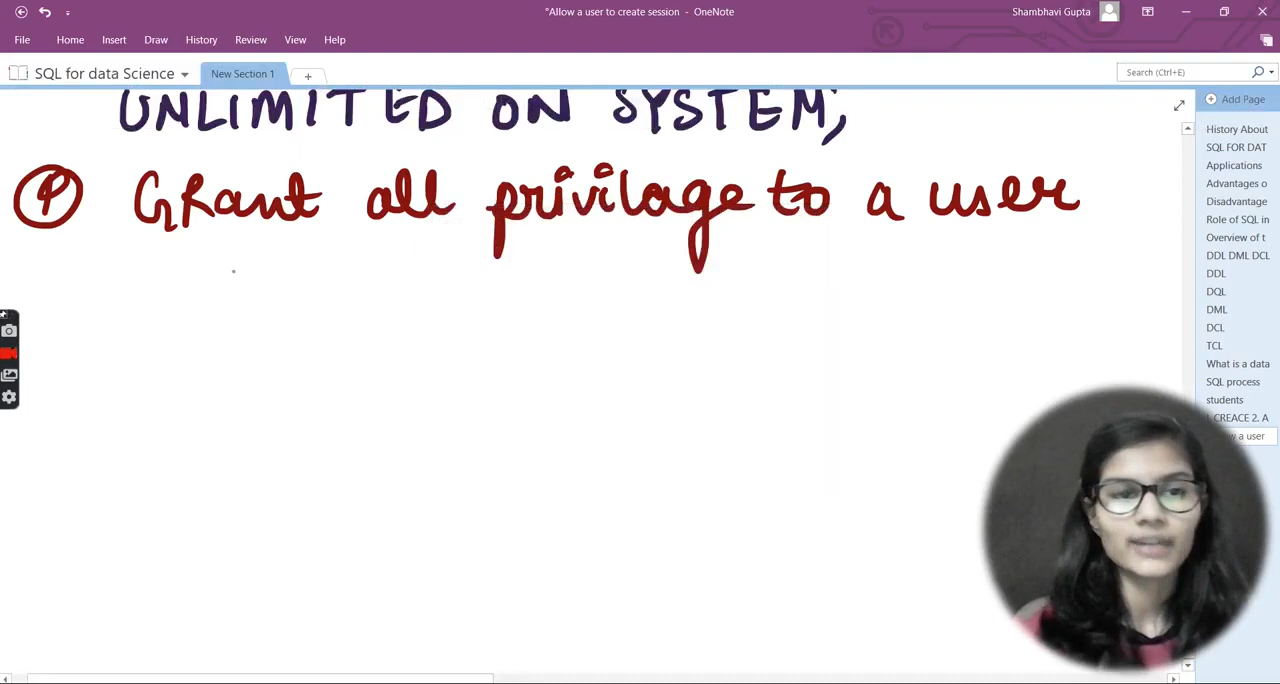 *Allow a user to create session - OneNote
Shambhavi Gupta
File Home Insert Draw History Review View Help
SQL for data Science
New Section 1
+
Search (Ctrl+E)
Add Page
UNLIMITED ON SYSTEM;
P Grant all privilage to a user
History About
SQL FOR DAT
Applications
Advantages o
Disadvantage
Role of SQL in
Overview of t
DDL DML DCL
DDL
DQL
DML
DCL
TCL
What is a data
SQL process
students
CREACE 2. A
w a user